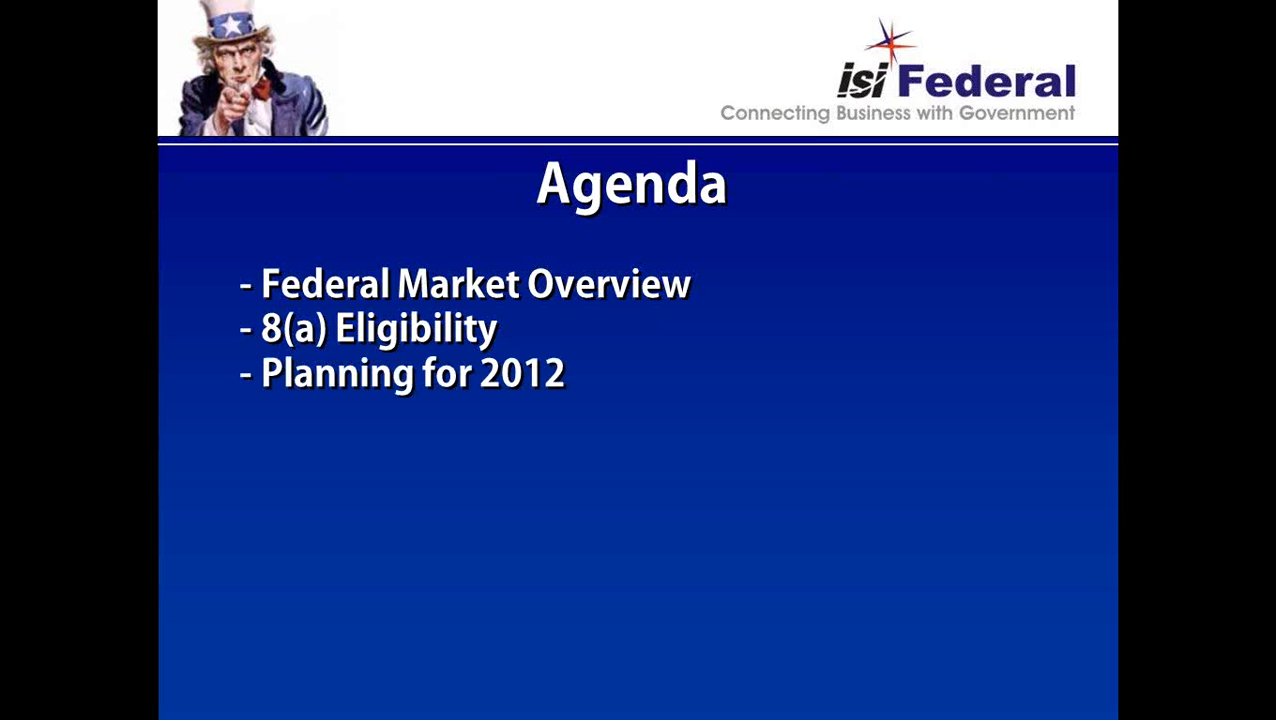 isi Federal
Connecting Business with Government
Agenda
- Federal Market Overview
- 8(a) Eligibility
- Planning for 2012